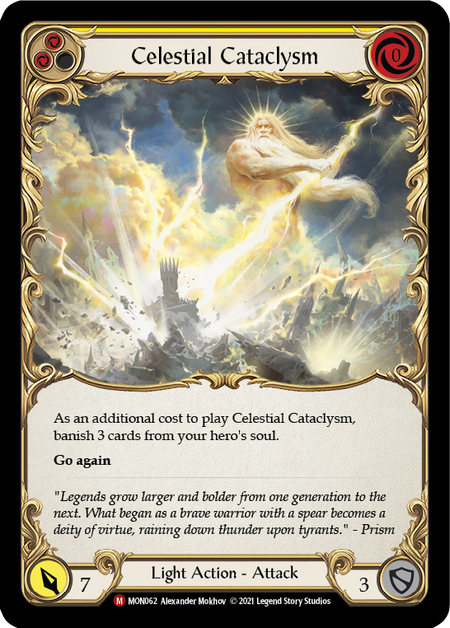 Celestial Cataclysm
0
As an additional cost to play Celestial Cataclysm,
banish 3 cards from your hero's soul.
Go again
"Legends grow larger and bolder from one generation to the
next. What began as a brave warrior with a spear becomes a
deity of virtue, raining down thunder upon tyrants." - Prism
7
Light Action - Attack
3
M MON062 Alexander Mokhov © 2021 Legend Story Studios